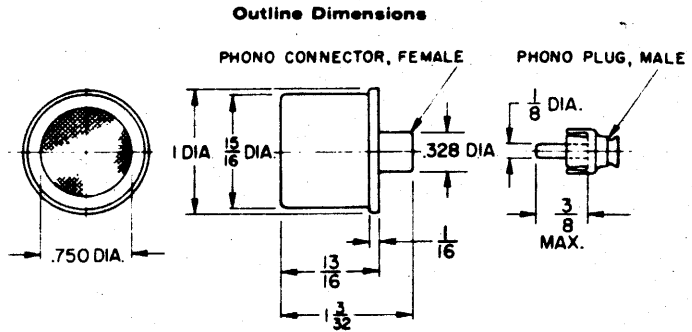 Outline Dimensions
PHONO CONNECTOR, FEMALE
PHONO PLUG, MALE
1/8 DIA.
1 DIA.
15/16 DIA.
.328 DIA
.750 DIA.
1/16
3/8
MAX.
13/16
1 3/32